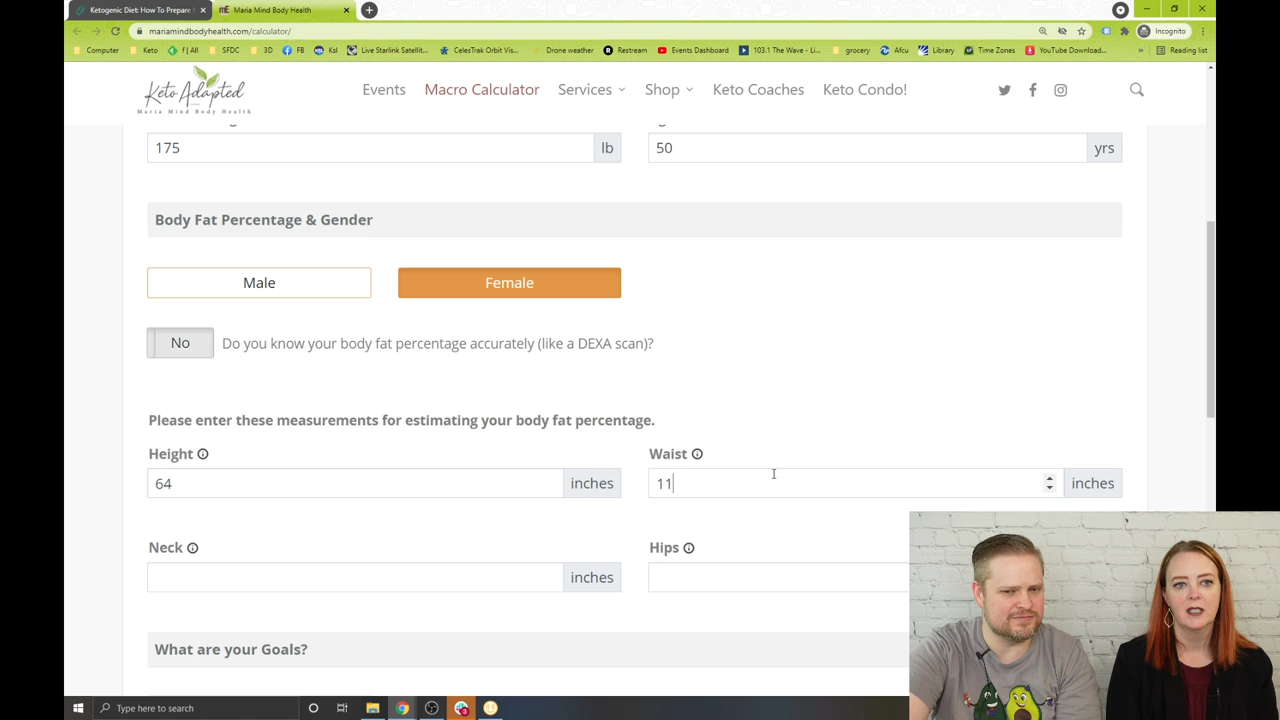 Ketogenic Diet: How To Prepare
Maria Mind Body Health
mE
mariamindbodyhealth.com/calculator/
Incognito
Computer
Keto
f | All
SFDC
3D
FB
Ksl
Live Starlink Satellit...
CelesTrak Orbit Vis...
Drone weather
Restream
Events Dashboard
103.1 The Wave - Li...
grocery
Afcu
Library
Time Zones
YouTube Download...
Reading list
Keto Adapted
Maria Mind Body Health
Events
Macro Calculator
Services
Shop
Keto Coaches
Keto Condo!
175
lb
50
yrs
Body Fat Percentage & Gender
Male
Female
No
Do you know your body fat percentage accurately (like a DEXA scan)?
Please enter these measurements for estimating your body fat percentage.
Height
Waist
64
inches
11
inches
Neck
Hips
inches
What are your Goals?
Type here to search